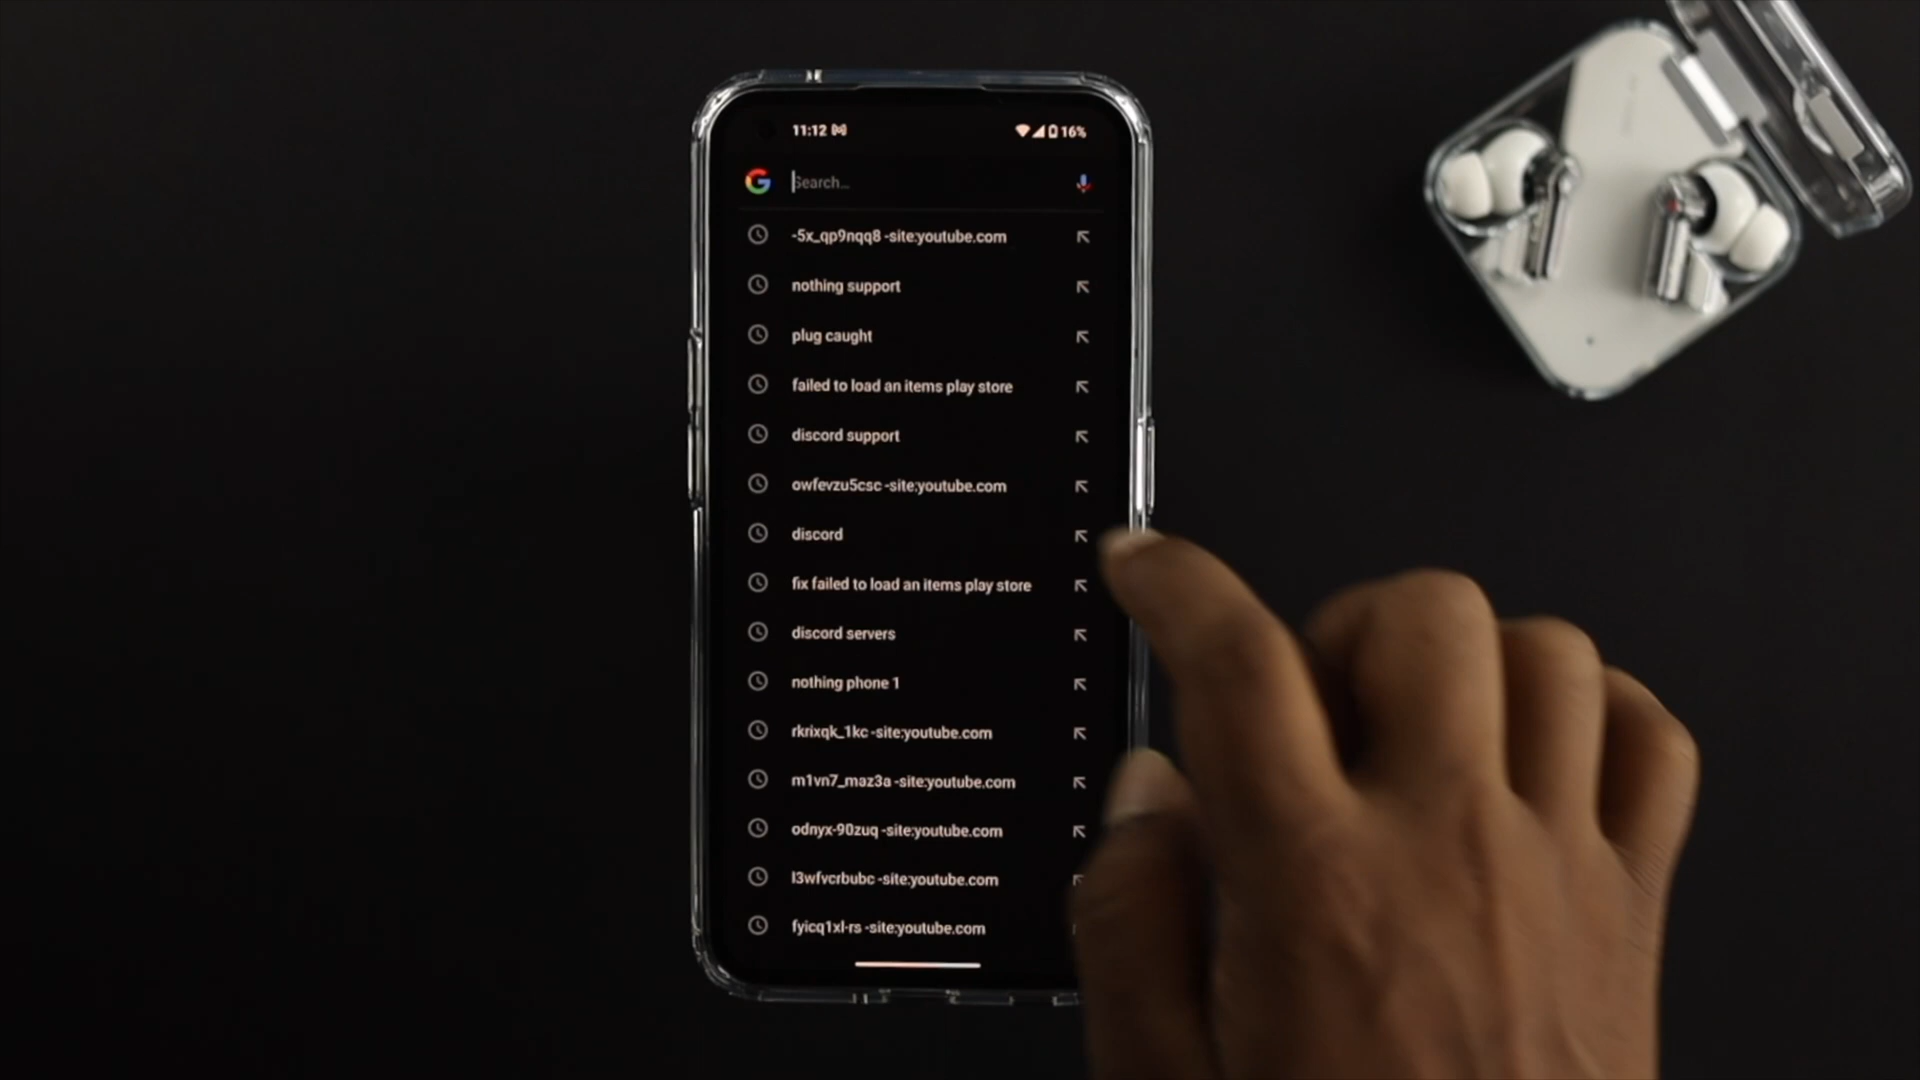 11:12
16%
Search...
-5x_qp9nqq8 -site:youtube.com
nothing support
plug caught
failed to load an items play store
discord support
owfevzu5csc -site:youtube.com
discord
fix failed to load an items play store
discord servers
nothing phone 1
rkrixqk_1kc -site:youtube.com
m1vn7_maz3a -site:youtube.com
odnyx-90zuq -site:youtube.com
l3wfvcrbubc -site:youtube.com
fyicq1xl-rs -site:youtube.com